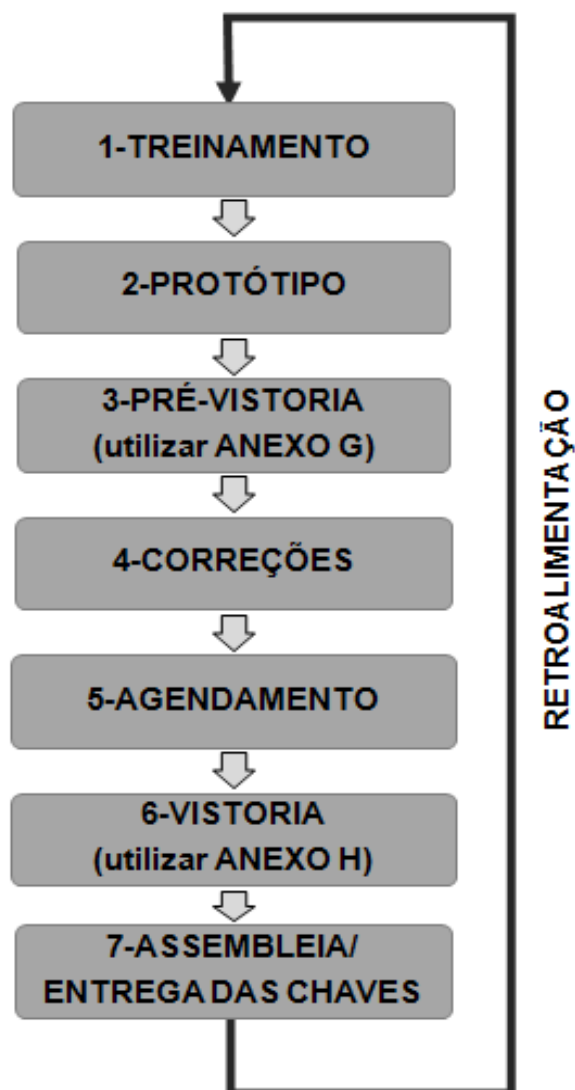 1-TREINAMENTO
2-PROTÓTIPO
3-PRÉ-VISTORIA
(utilizar ANEXO G)
4-CORREÇÕES
5-AGENDAMENTO
6-VISTORIA
(utilizar ANEXO H)
7-ASSEMBLEIA/
ENTREGA DAS CHAVES
RETROALIMENTAÇÃO